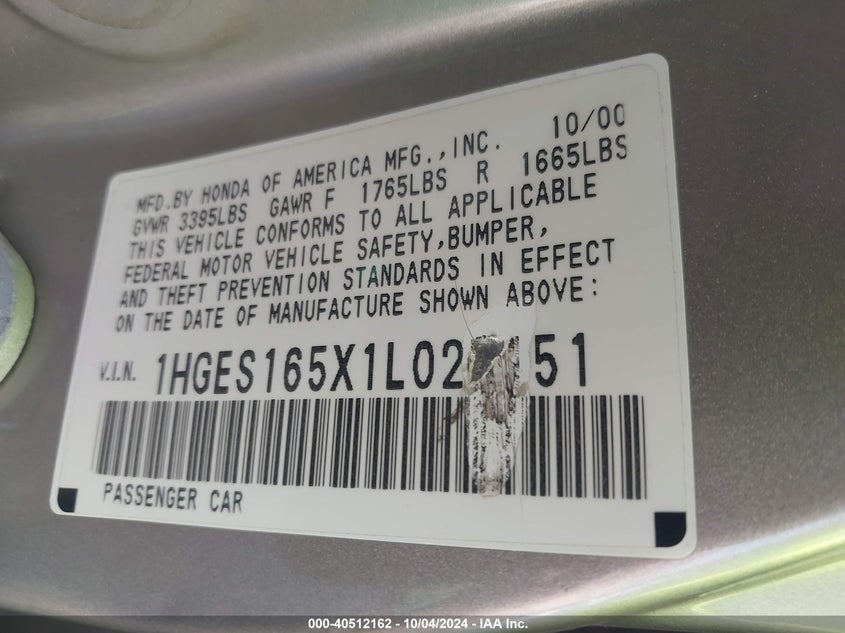 MFD.BY HONDA OF AMERICA MFG.,INC. 10/00
GVWR 3395LBS GAWR F 1765LBS R 1665LBS
THIS VEHICLE CONFORMS TO ALL APPLICABLE
FEDERAL MOTOR VEHICLE SAFETY,BUMPER,
AND THEFT PREVENTION STANDARDS IN EFFECT
ON THE DATE OF MANUFACTURE SHOWN ABOVE:
V.I.N. 1HGES165X1L02 51
PASSENGER CAR
000-40512162 - 10/04/2024 - IAA Inc.